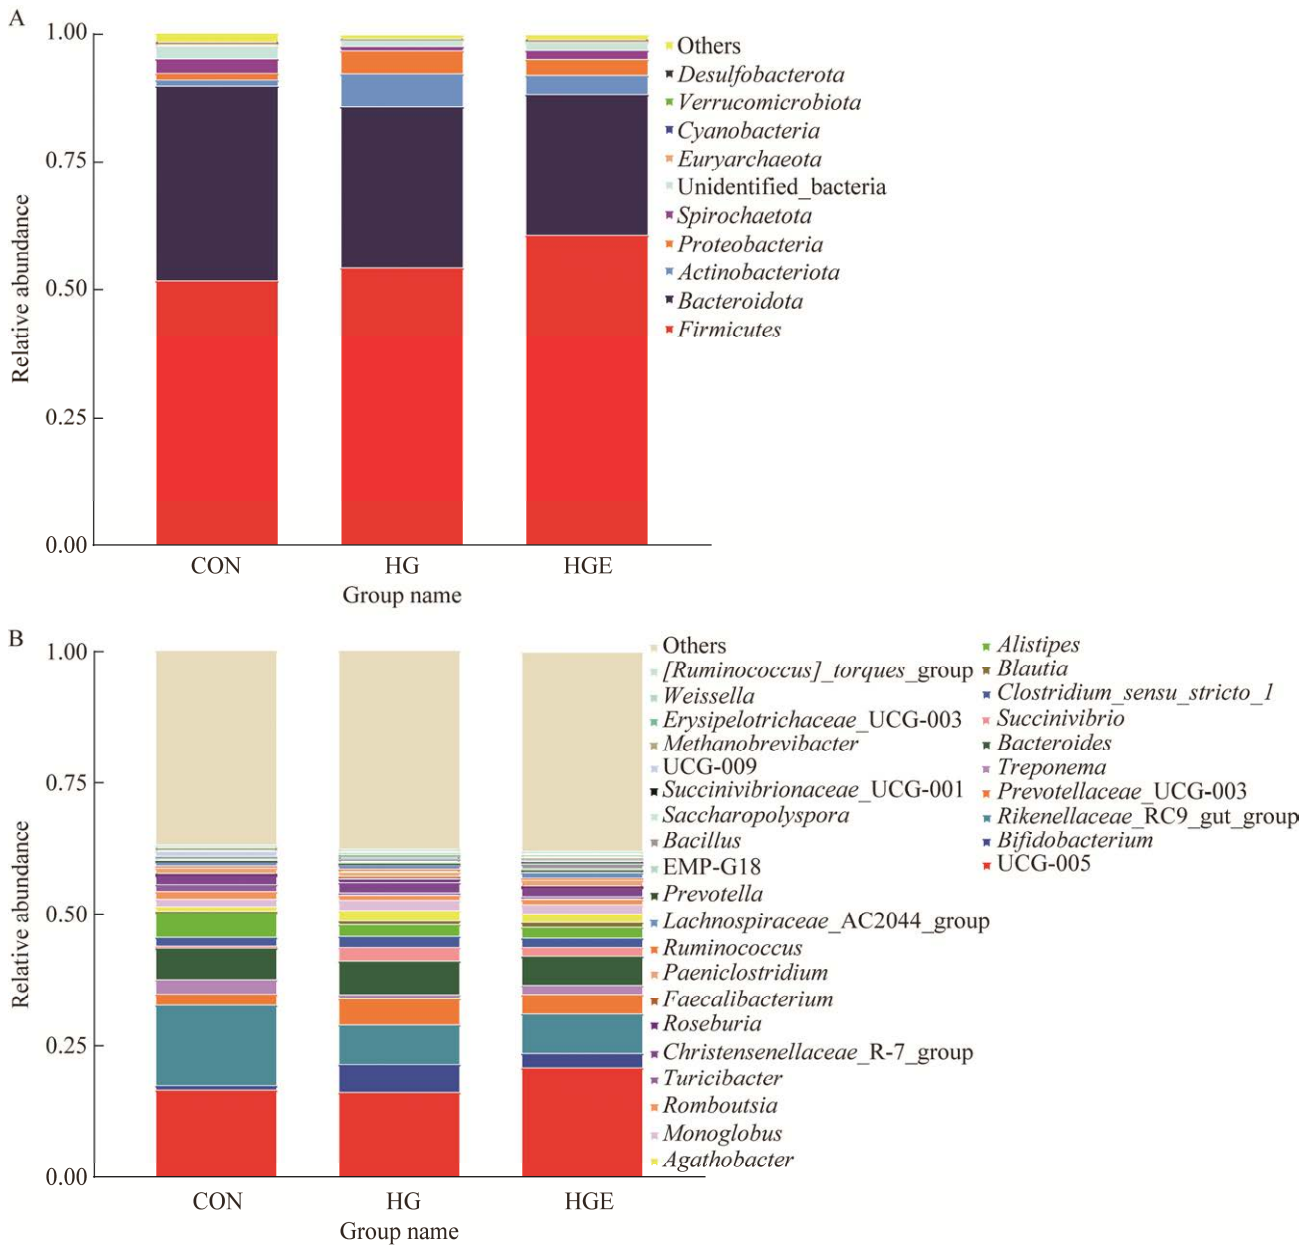 A
1.00
0.75
0.50
0.25
0.00
Relative abundance
CON
HG
HGE
Group name
Others
Desulfobacterota
Verrucomicrobiota
Cyanobacteria
Euryarchaeota
Unidentified_bacteria
Spirochaetota
Proteobacteria
Actinobacteriota
Bacteroidota
Firmicutes
B
1.00
0.75
0.50
0.25
0.00
Relative abundance
CON
HG
HGE
Group name
Others
[Ruminococcus]_torques_group
Weissella
Erysipelotrichaceae_UCG-003
Methanobrevibacter
UCG-009
Succinivibrionaceae_UCG-001
Saccharopolyspora
Bacillus
EMP-G18
Prevotella
Lachnospiraceae_AC2044_group
Ruminococcus
Paeniclostridium
Faecalibacterium
Roseburia
Christensenellaceae_R-7_group
Turicibacter
Romboutsia
Monoglobus
Agathobacter
Alistipes
Blautia
Clostridium_sensu_stricto_1
Succinivibrio
Bacteroides
Treponema
Prevotellaceae_UCG-003
Rikenellaceae_RC9_gut_group
Bifidobacterium
UCG-005